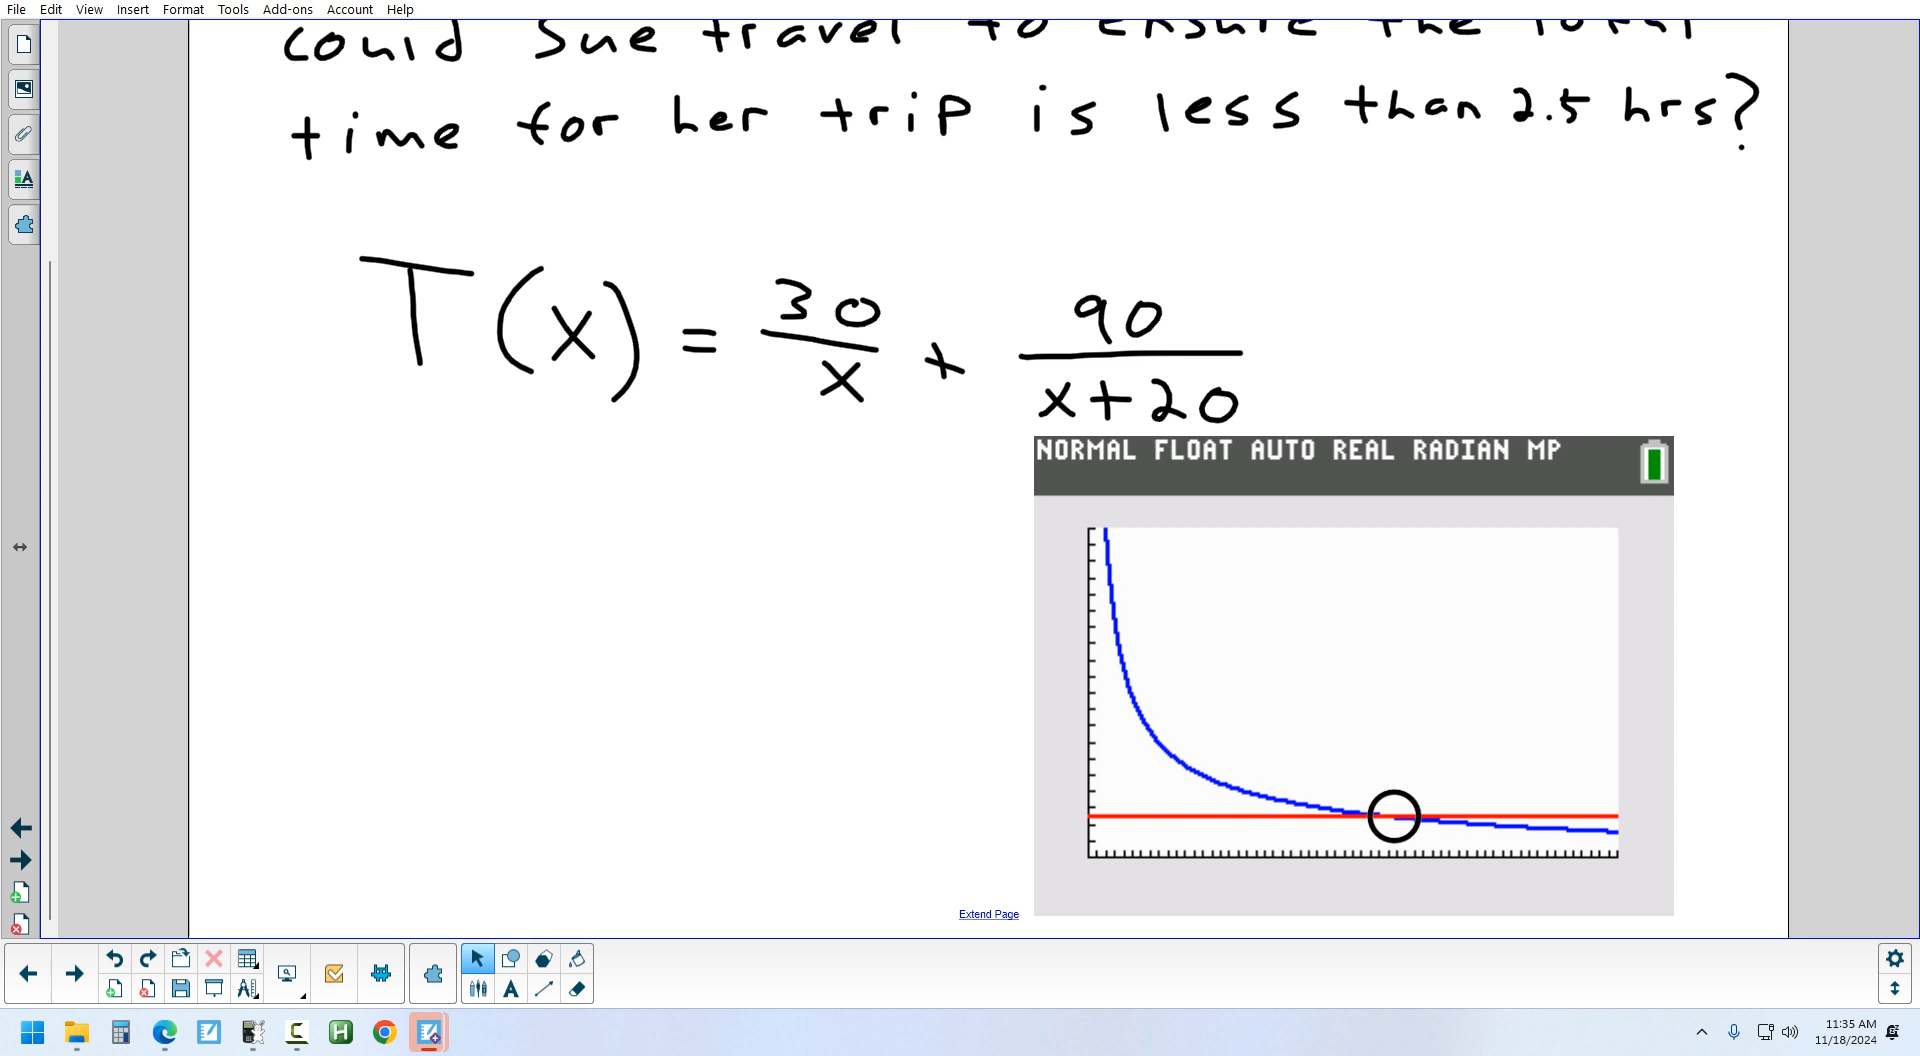 File Edit View Insert Format Tools Add-ons Account Help
could Sue travel to ensure the total
time for her trip is less than 2.5 hrs?
T(x) = 30/x + 90/(x+20)
NORMAL FLOAT AUTO REAL RADIAN MP
Extend Page
11:35 AM
11/18/2024